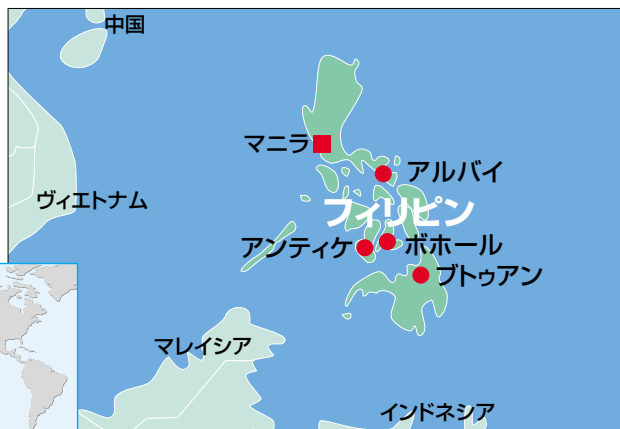 中国
マニラ
アルバイ
ヴィエトナム
フィリピン
アンティケ
ボホール
ブトゥアン
マレイシア
インドネシア